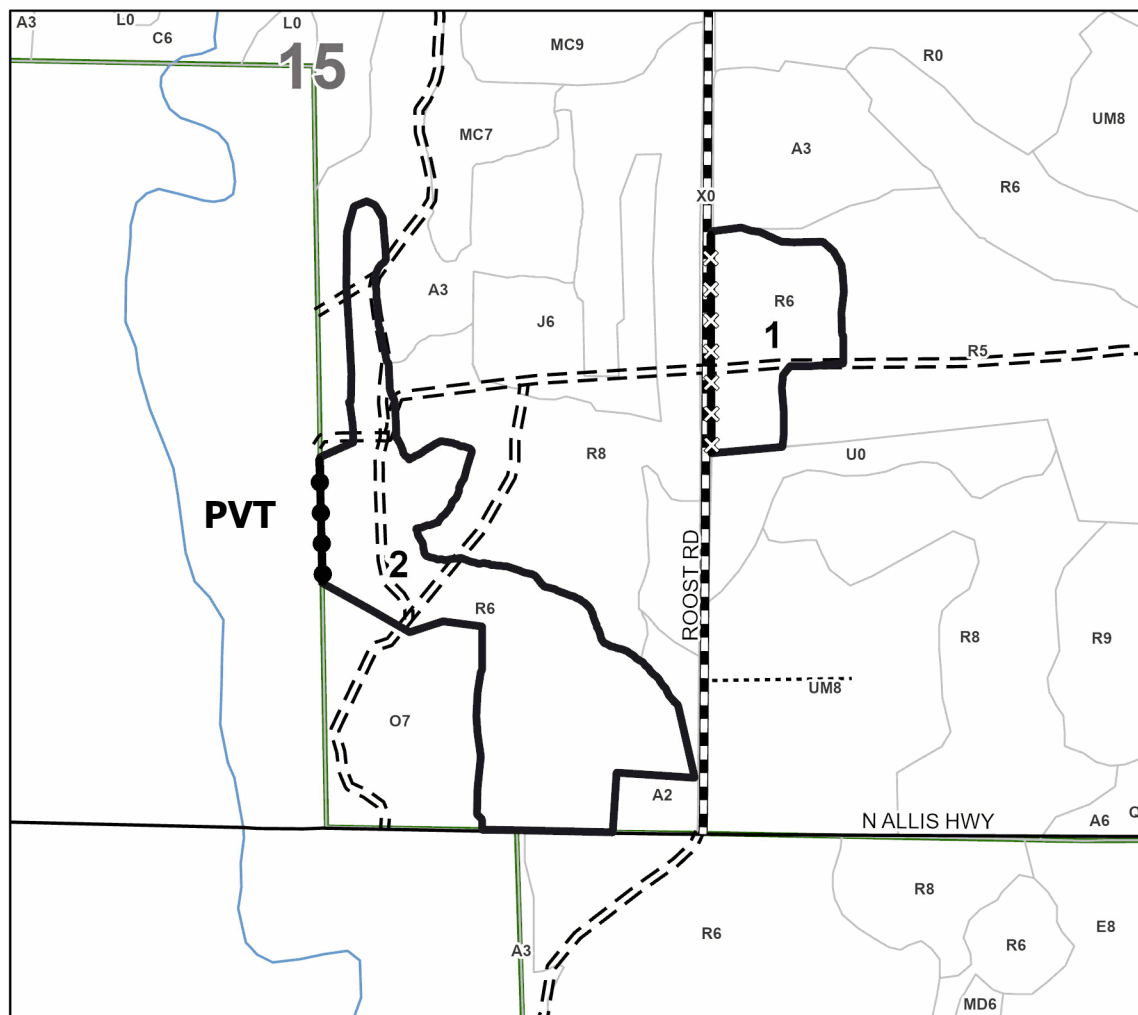 A3
L0
C6
L0
15
MC9
R0
UM8
MC7
A3
R6
X0
A3
R6
J6
1
R5
R8
U0
PVT
2
R6
ROOST RD
R8
R9
UM8
O7
A2
N ALLIS HWY
A6
Q
R8
E8
R6
R6
A3
MD6